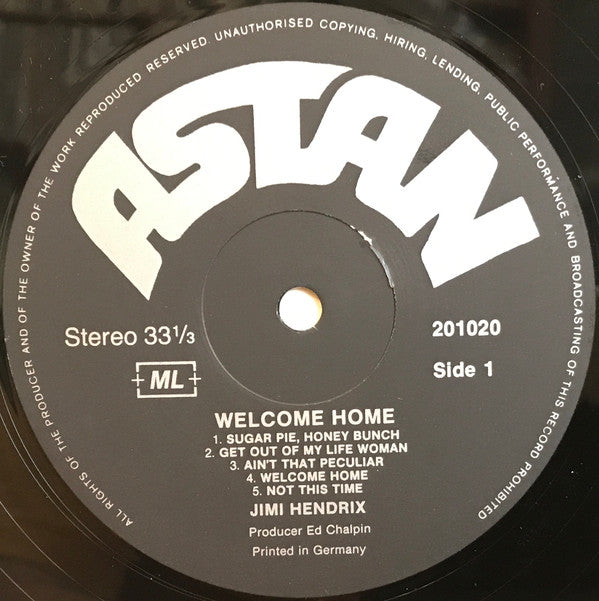 ALL RIGHTS OF THE PRODUCER AND OF THE OWNER OF THE WORK REPRODUCED RESERVED. UNAUTHORISED COPYING, HIRING, LENDING, PUBLIC PERFORMANCE AND BROADCASTING OF THIS RECORD PROHIBITED
ASTAN
Stereo 33 1/3
201020
ML
Side 1
WELCOME HOME
1. SUGAR PIE, HONEY BUNCH
2. GET OUT OF MY LIFE WOMAN
3. AIN'T THAT PECULIAR
4. WELCOME HOME
5. NOT THIS TIME
JIMI HENDRIX
Producer Ed Chalpin
Printed in Germany